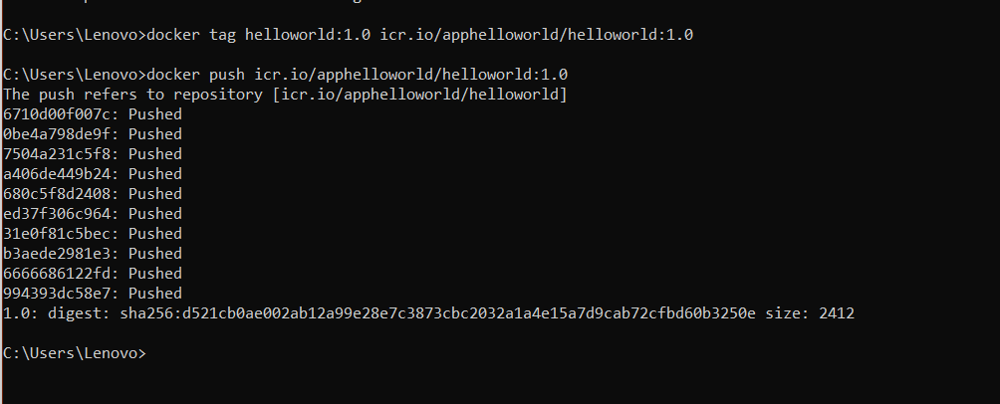 C:\Users\Lenovo>docker tag helloworld:1.0 icr.io/apphelloworld/helloworld:1.0
C:\Users\Lenovo>docker push icr.io/apphelloworld/helloworld:1.0
The push refers to repository [icr.io/apphelloworld/helloworld]
6710d00f007c: Pushed
0be4a798de9f: Pushed
7504a231c5f8: Pushed
a406de449b24: Pushed
680c5f8d2408: Pushed
ed37f306c964: Pushed
31e0f81c5bec: Pushed
b3aede2981e3: Pushed
6666686122fd: Pushed
994393dc58e7: Pushed
1.0: digest: sha256:d521cb0ae002ab12a99e28e7c3873cbc2032a1a4e15a7d9cab72cfbd60b3250e size: 2412
C:\Users\Lenovo>